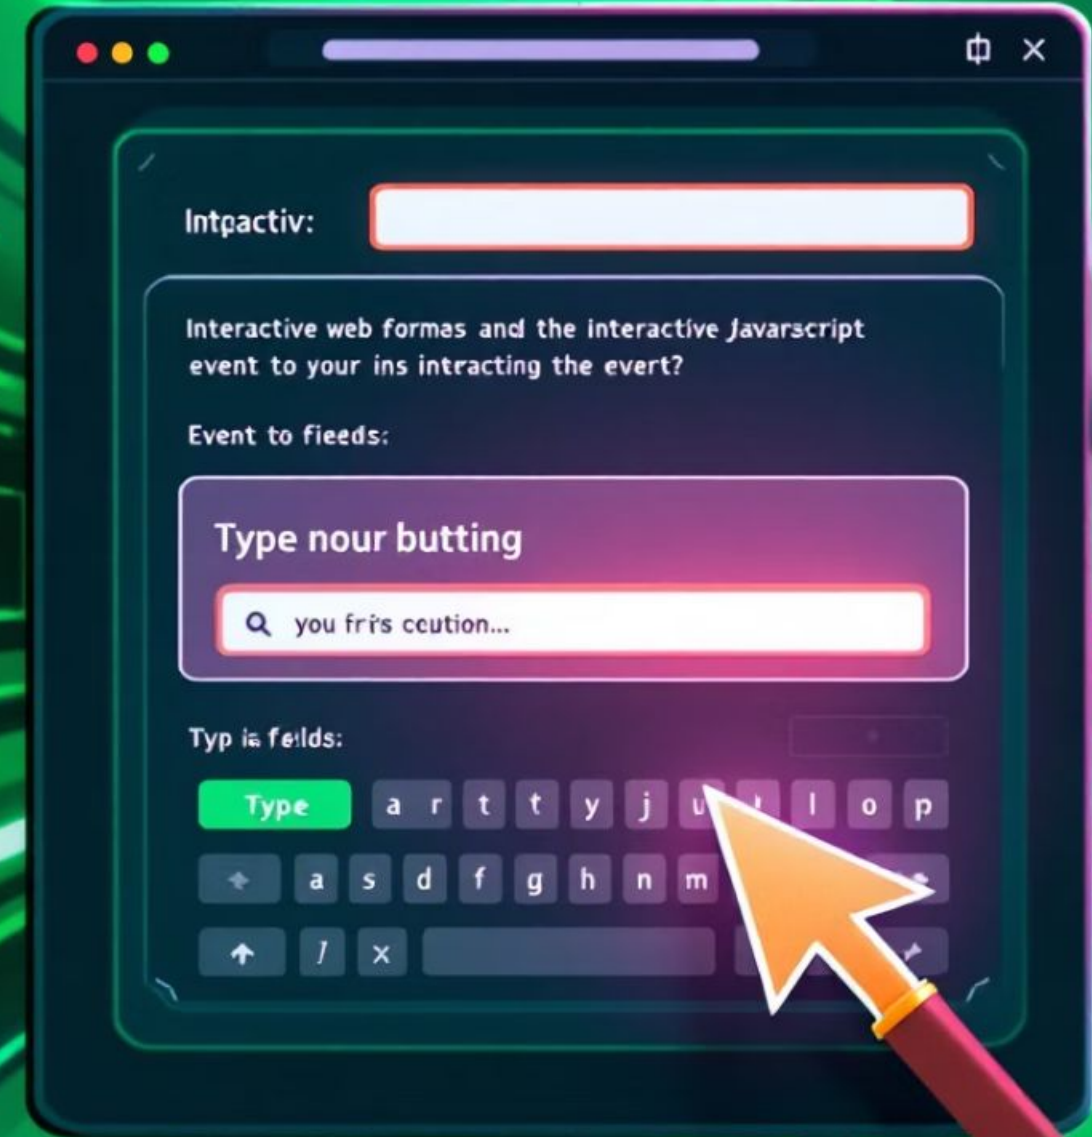 Intpactiv:
Interactive web formas and the interactive Javarscript
event to your ins intracting the evert?
Event to fieeds:
Type nour butting
you fris ccution...
Typ is feilds:
Type a r t t y j u l o p
a s d f g h n m
x